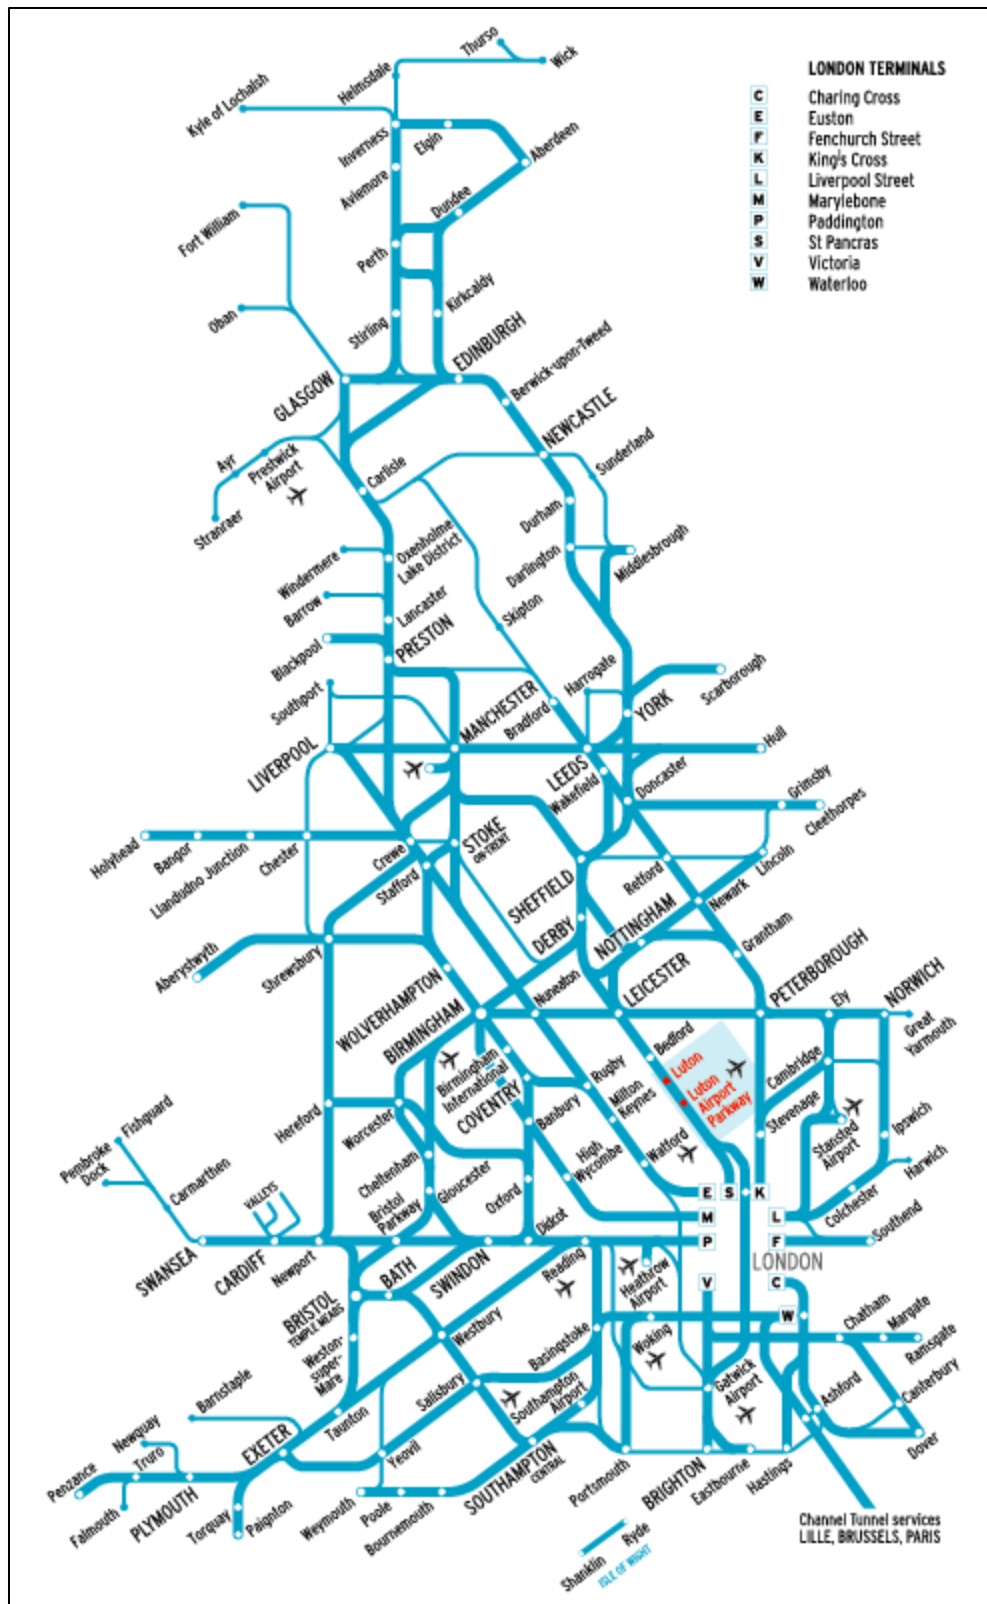 LONDON TERMINALS
C Charing Cross
E Euston
F Fenchurch Street
K King's Cross
L Liverpool Street
M Marylebone
P Paddington
S St Pancras
V Victoria
W Waterloo
Thurso
Wick
Helmsdale
Kyle of Lochalsh
Inverness
Elgin
Aberdeen
Aviemore
Dundee
Fort William
Perth
Kirkcaldy
Oban
Stirling
EDINBURGH
Berwick-upon-Tweed
GLASGOW
NEWCASTLE
Sunderland
Ayr
Prestwick
Airport
Carlisle
Stranraer
Durham
Windermere
Oxenholme
Lake District
Darlington
Middlesbrough
Barrow
Lancaster
Skipton
Blackpool
PRESTON
Harrogate
Scarborough
Southport
MANCHESTER
Bradford
YORK
LIVERPOOL
LEEDS
Hull
Wakefield
Doncaster
Grimsby
Cleethorpes
Holyhead
Bangor
Llandudno Junction
Chester
Crewe
STOKE
ON-TRENT
Stafford
SHEFFIELD
Retford
Lincoln
Newark
DERBY
NOTTINGHAM
Grantham
Aberystwyth
Shrewsbury
WOLVERHAMPTON
Nuneaton
LEICESTER
PETERBOROUGH
Ely
NORWICH
Great
Yarmouth
BIRMINGHAM
Birmingham
International
Bedford
Luton
Luton
Airport
Parkway
Cambridge
COVENTRY
Rugby
Milton
Keynes
Stevenage
Stansted
Airport
Ipswich
Hereford
Worcester
Banbury
Watford
Harwich
Fishguard
Pembroke
Dock
Carmarthen
Cheltenham
High
Wycombe
Colchester
VALLEYS
Bristol
Parkway
Gloucester
Oxford
Didcot
Southend
E S K
M L
P F
LONDON
V C
W
SWANSEA
CARDIFF
Newport
BATH
SWINDON
Reading
Heathrow
Airport
BRISTOL
TEMPLE MEADS
Westbury
Weston-
super-
Mare
Basingstoke
Woking
Chatham
Margate
Ramsgate
Barnstaple
Salisbury
Southampton
Airport
Gatwick
Airport
Ashford
Canterbury
Newquay
Taunton
Truro
EXETER
Yeovil
Dover
Penzance
Falmouth
PLYMOUTH
Torquay
Paignton
Weymouth
Poole
Bournemouth
SOUTHAMPTON
CENTRAL
Portsmouth
BRIGHTON
Eastbourne
Hastings
Channel Tunnel services
LILLE, BRUSSELS, PARIS
Shanklin
Ryde
ISLE OF WIGHT